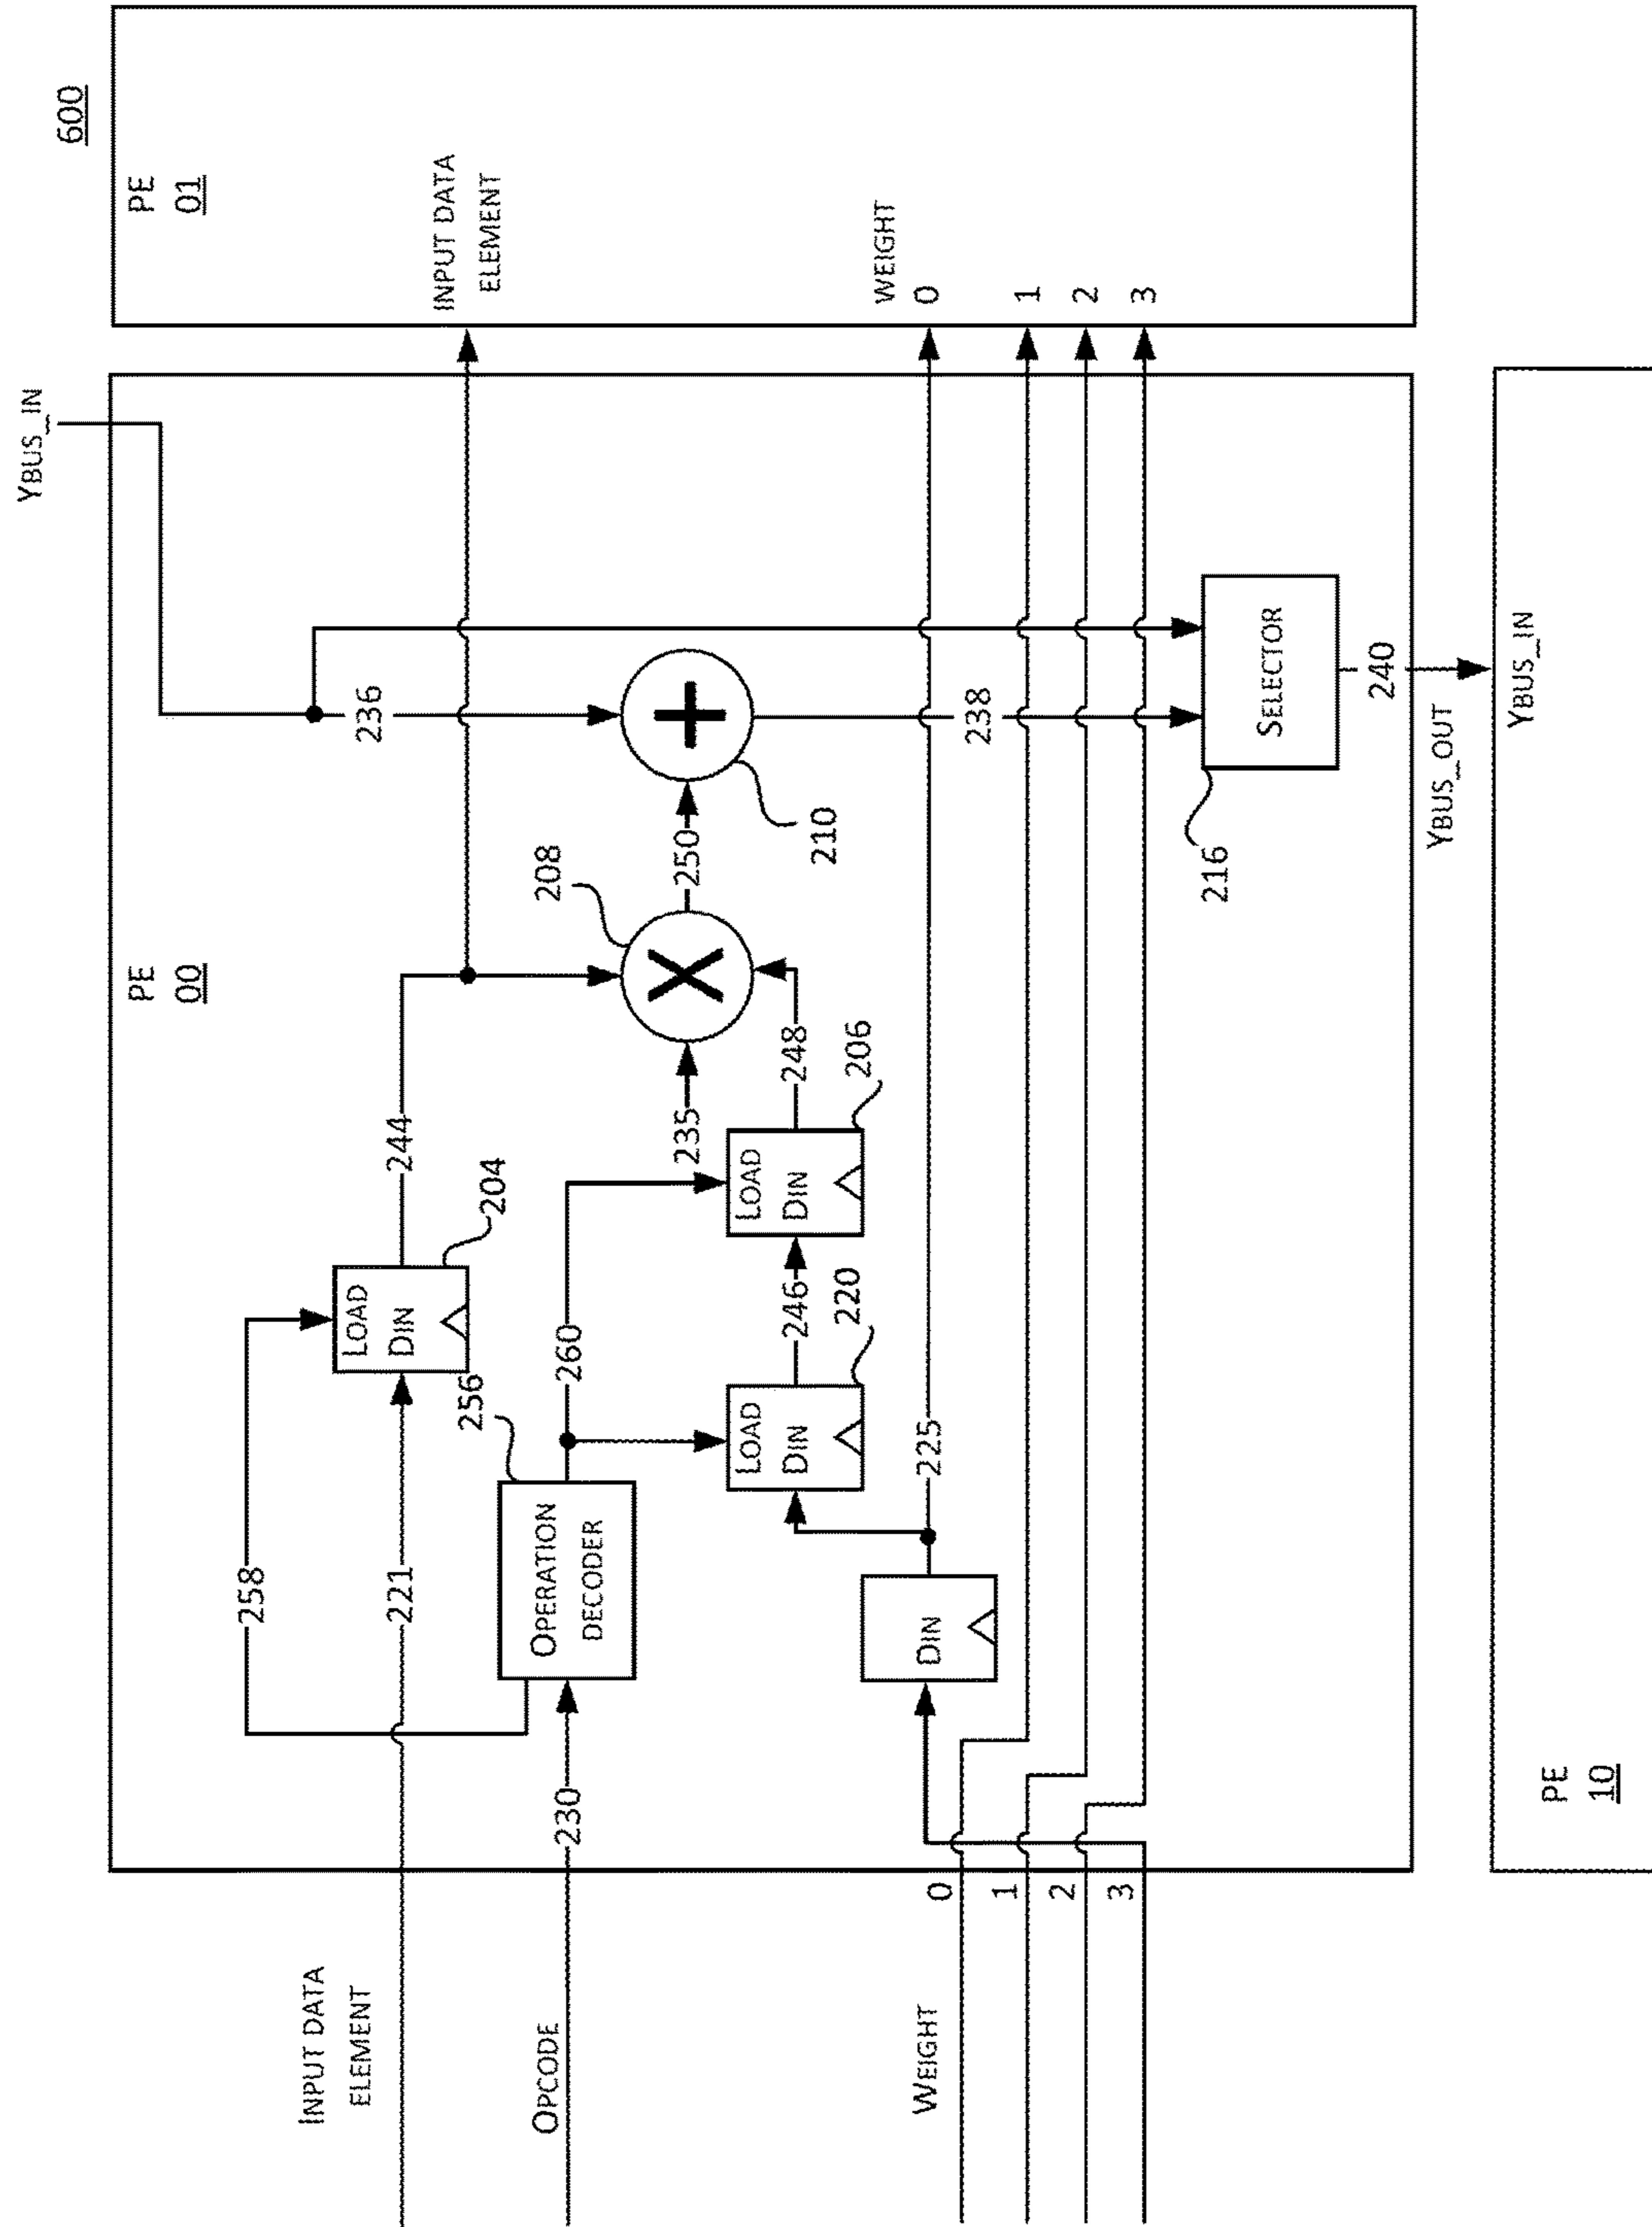 600
PE
00
PE
01
YBUS_IN
INPUT DATA
ELEMENT
258
221
LOAD
DIN
204
244
236
INPUT DATA
ELEMENT
OPCODE
230
OPERATION
DECODER
256
260
235
208
250
210
LOAD
DIN
220
246
LOAD
DIN
206
248
WEIGHT
0
1
2
3
DIN
225
238
WEIGHT
0
1
2
3
216
SELECTOR
240
YBUS_OUT
YBUS_IN
PE
10